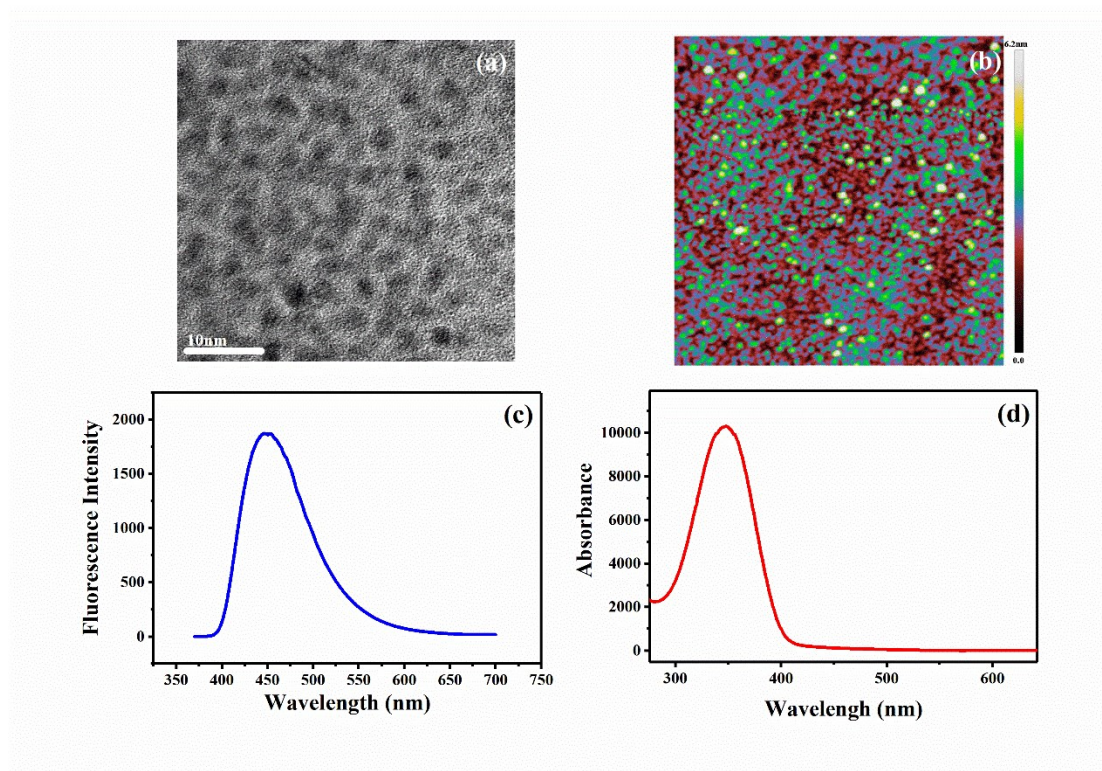 (a)
10nm
(b)
6.2nm
0.0
(c)
Fluorescence Intensity
2000
1500
1000
500
0
350 400 450 500 550 600 650 700 750
Wavelength (nm)
(d)
Absorbance
10000
8000
6000
4000
2000
0
300 400 500 600
Wavelengh (nm)